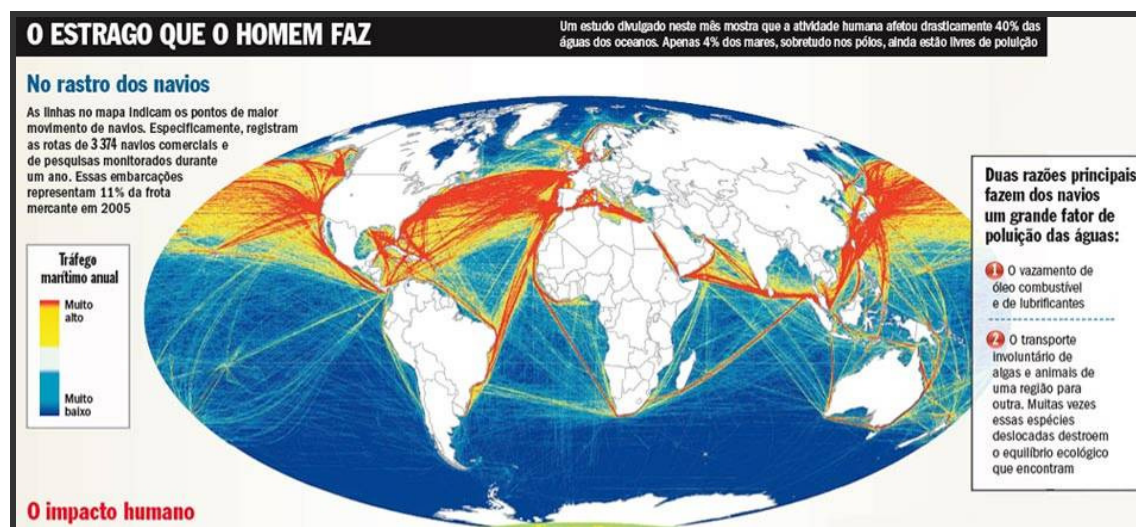 O ESTRAGO QUE O HOMEM FAZ
Um estudo divulgado neste mês mostra que a atividade humana afetou drasticamente 40% das
águas dos oceanos. Apenas 4% dos mares, sobretudo nos pólos, ainda estão livres de poluição
No rastro dos navios
As linhas no mapa indicam os pontos de maior
movimento de navios. Especificamente, registram
as rotas de 3 374 navios comerciais e
de pesquisas monitorados durante
um ano. Essas embarcações
representam 11% da frota
mercante em 2005
Tráfego
marítimo anual
Muito
alto
Muito
baixo
Duas razões principais
fazem dos navios
um grande fator de
poluição das águas:
1 O vazamento de
óleo combustível
e de lubrificantes
2 O transporte
involuntário de
algas e animais de
uma região para
outra. Muitas vezes
essas espécies
deslocadas destroem
o equilíbrio ecológico
que encontram
O impacto humano